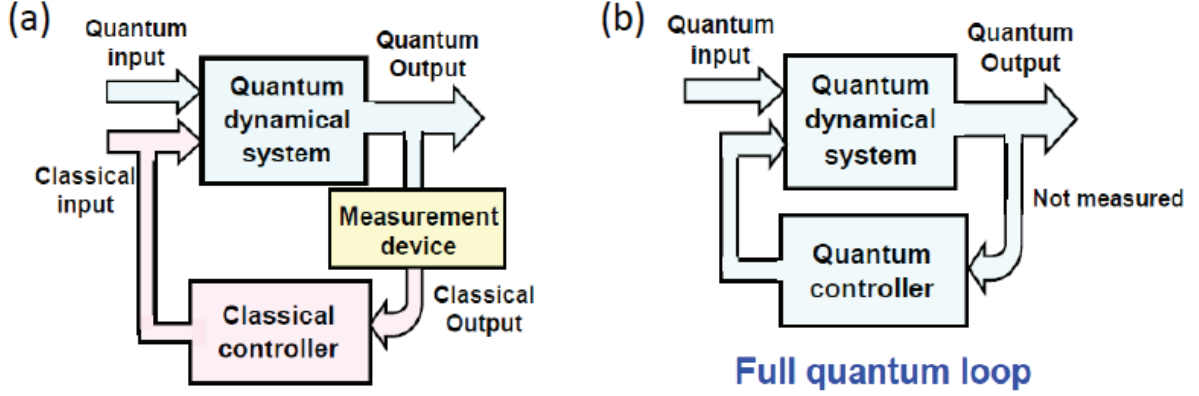 (a)
Quantum
input
Quantum
Output
Quantum
dynamical
system
Classical
input
Measurement
device
Classical
Output
Classical
controller
(b)
Quantum
input
Quantum
Output
Quantum
dynamical
system
Not measured
Quantum
controller
Full quantum loop